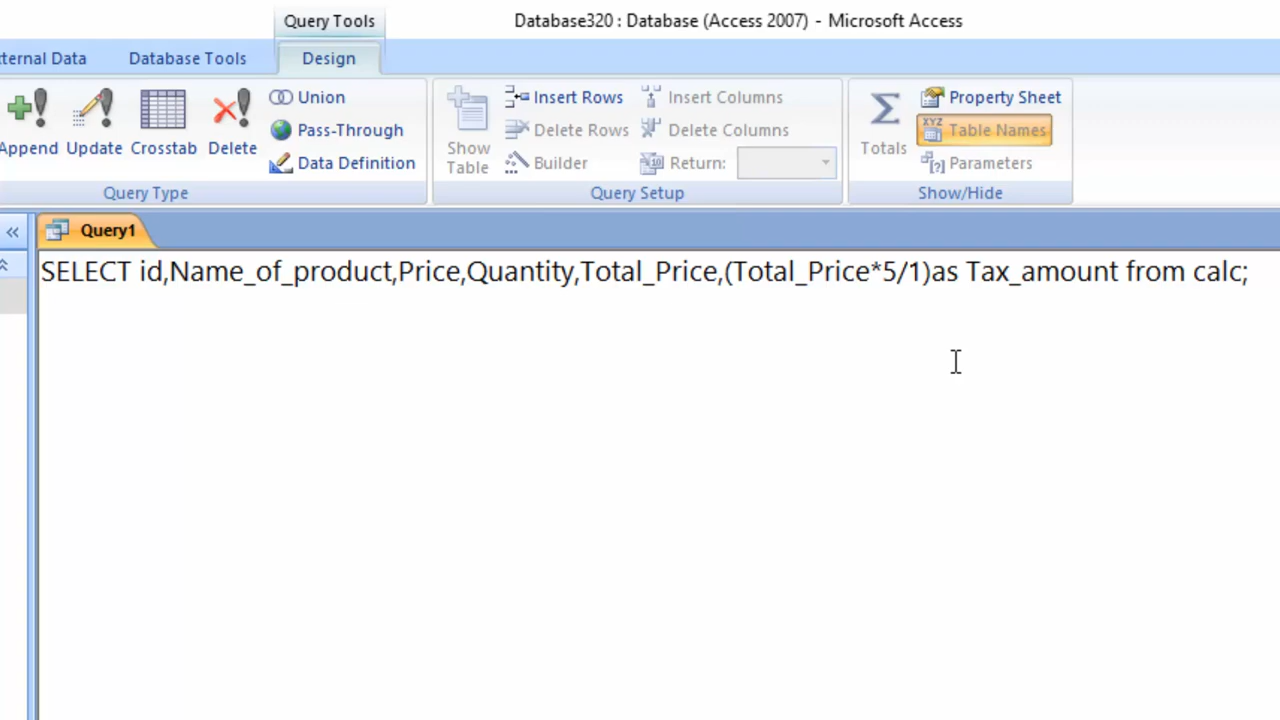 Query Tools
Database320 : Database (Access 2007) - Microsoft Access
ternal Data Database Tools Design
Append Update Crosstab Delete
Union
Pass-Through
Data Definition
Query Type
Show
Table
Insert Rows
Delete Rows
Builder
Insert Columns
Delete Columns
Return:
Query Setup
Totals
Property Sheet
Table Names
Parameters
Show/Hide
Query1
SELECT id,Name_of_product,Price,Quantity,Total_Price,(Total_Price*5/1)as Tax_amount from calc;